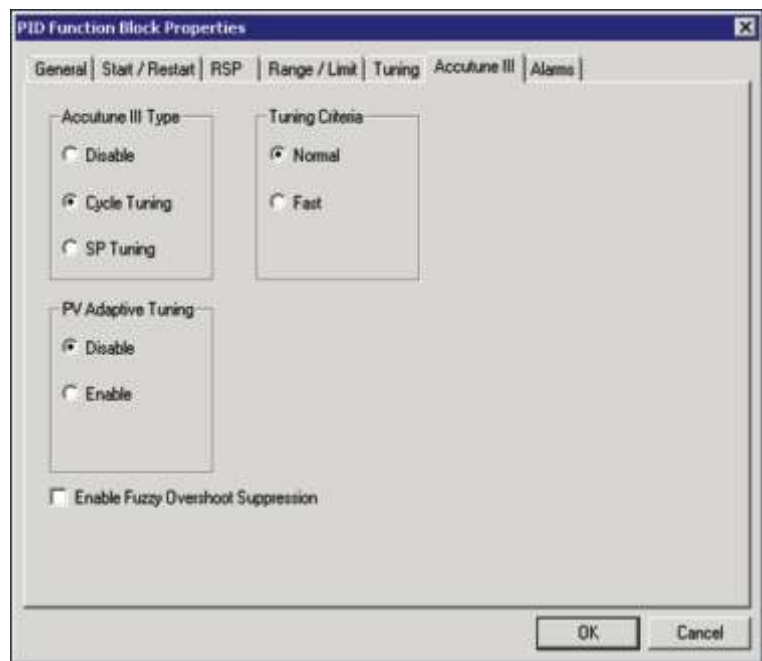 PID Function Block Properties
General Start / Restart RSP Range / Limit Tuning Accutune III Alarms
Accutune III Type
Tuning Criteria
Disable
Normal
Cycle Tuning
Fast
SP Tuning
PV Adaptive Tuning
Disable
Enable
Enable Fuzzy Overshoot Suppression
OK
Cancel